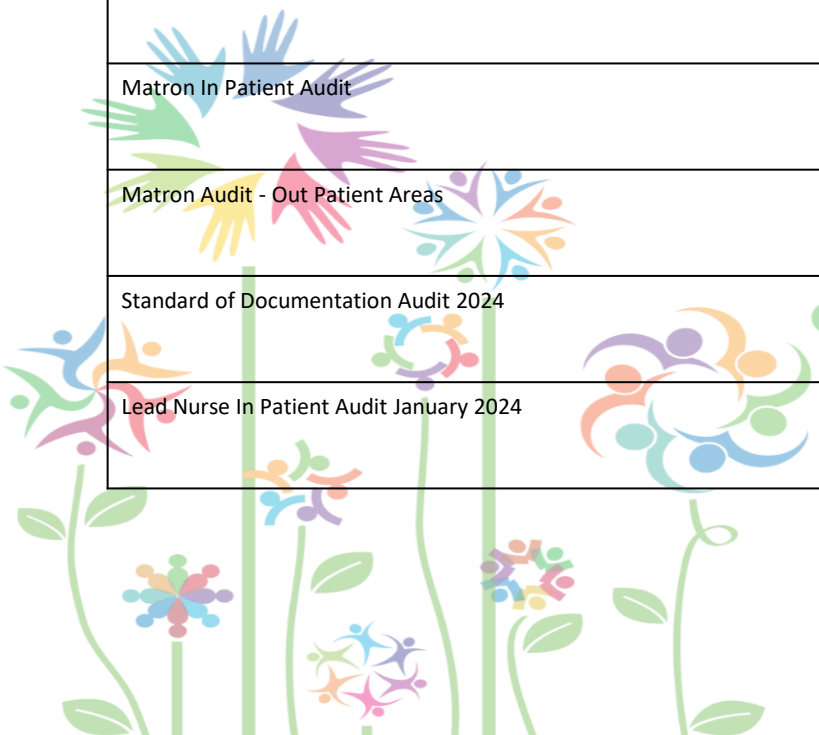 Matron In Patient Audit
Matron Audit - Out Patient Areas
Standard of Documentation Audit 2024
Lead Nurse In Patient Audit January 2024